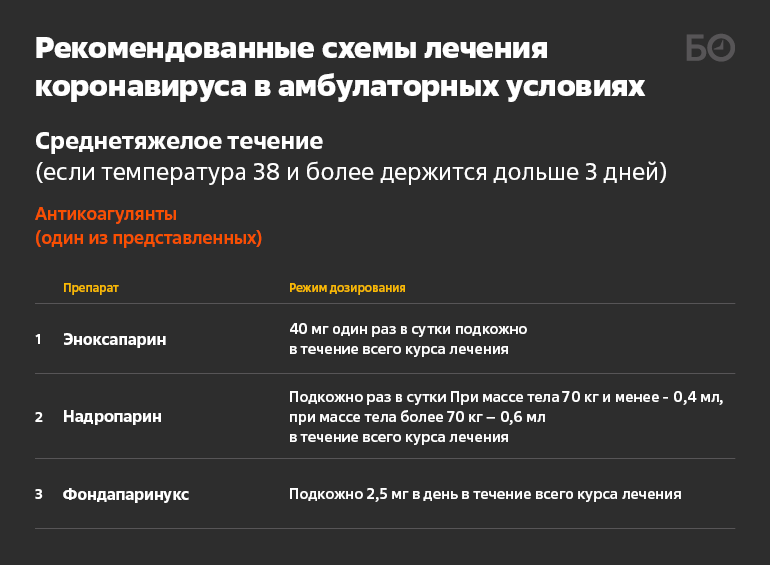 Рекомендованные схемы лечения
коронавируса в амбулаторных условиях
БО
Среднетяжелое течение
(если температура 38 и более держится дольше 3 дней)
Антикоагулянты
(один из представленных)
Препарат Режим дозирования
1 Эноксапарин 40 мг один раз в сутки подкожно
в течение всего курса лечения
2 Надропарин Подкожно раз в сутки При массе тела 70 кг и менее - 0,4 мл,
при массе тела более 70 кг – 0,6 мл
в течение всего курса лечения
3 Фондапаринукс Подкожно 2,5 мг в день в течение всего курса лечения